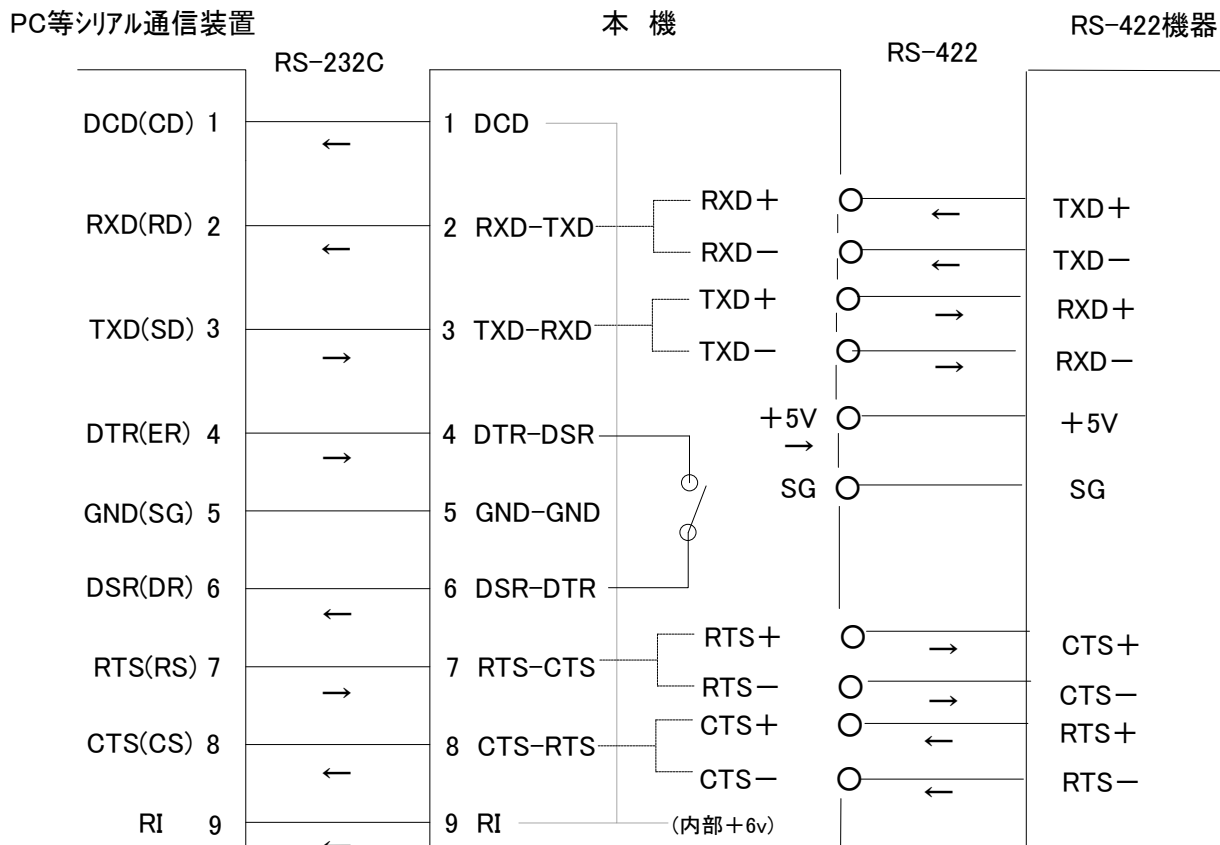 PC等シリアル通信装置 本 機 RS-422機器
RS-232C RS-422
DCD(CD) 1 ← 1 DCD
RXD(RD) 2 ← 2 RXD-TXD RXD+ ← TXD+
RXD- ← TXD-
TXD(SD) 3 → 3 TXD-RXD TXD+ → RXD+
TXD- → RXD-
DTR(ER) 4 → 4 DTR-DSR +5V → +5V
GND(SG) 5 5 GND-GND SG SG
DSR(DR) 6 ← 6 DSR-DTR
RTS(RS) 7 → 7 RTS-CTS RTS+ → CTS+
RTS- → CTS-
CTS(CS) 8 ← 8 CTS-RTS CTS+ ← RTS+
CTS- ← RTS-
RI 9 ← 9 RI (内部+6v)